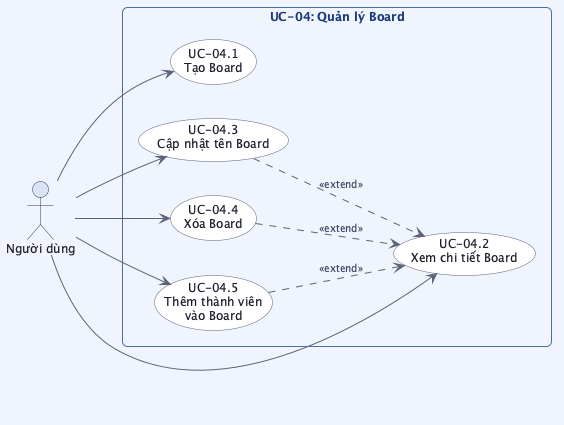 UC-04: Quản lý Board
UC-04.1
Tạo Board
UC-04.3
Cập nhật tên Board
«extend»
UC-04.4
Xóa Board
«extend»
UC-04.2
Xem chi tiết Board
Người dùng
«extend»
UC-04.5
Thêm thành viên
vào Board